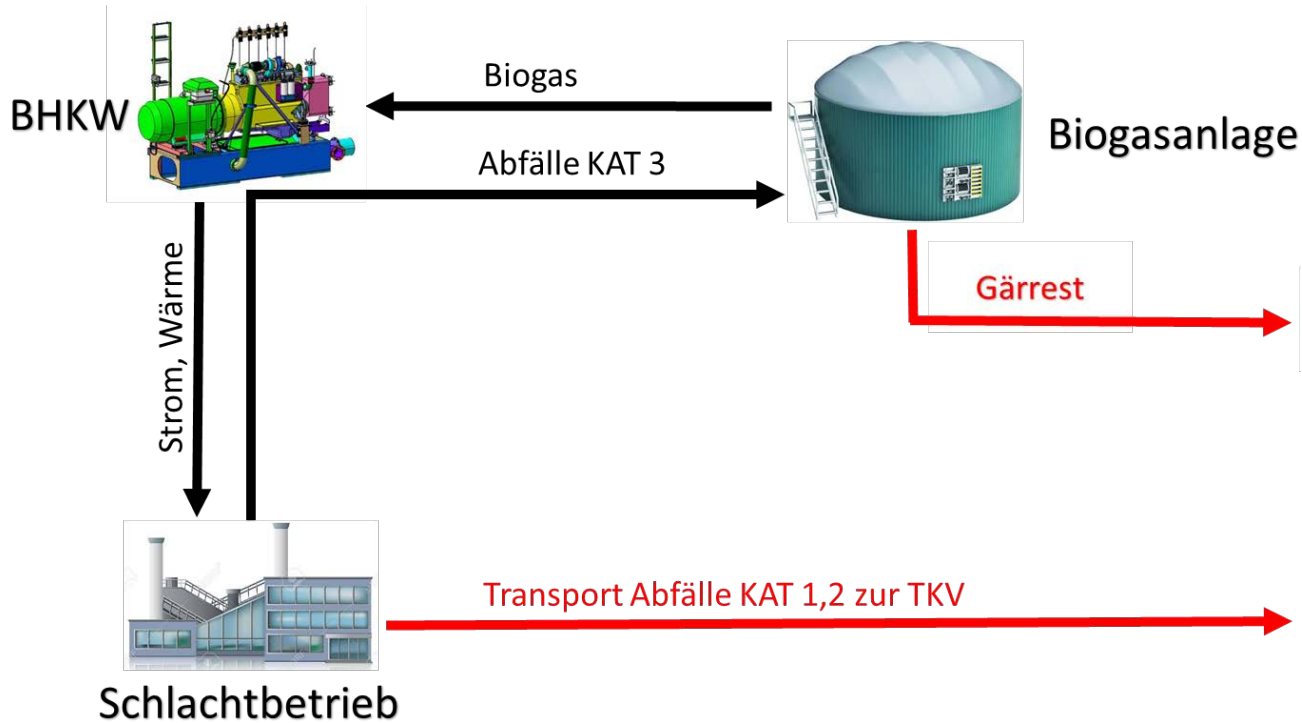 Biogas
BHKW
Biogasanlage
Abfälle KAT 3
Strom, Wärme
Gärrest
Transport Abfälle KAT 1,2 zur TKV
Schlachtbetrieb